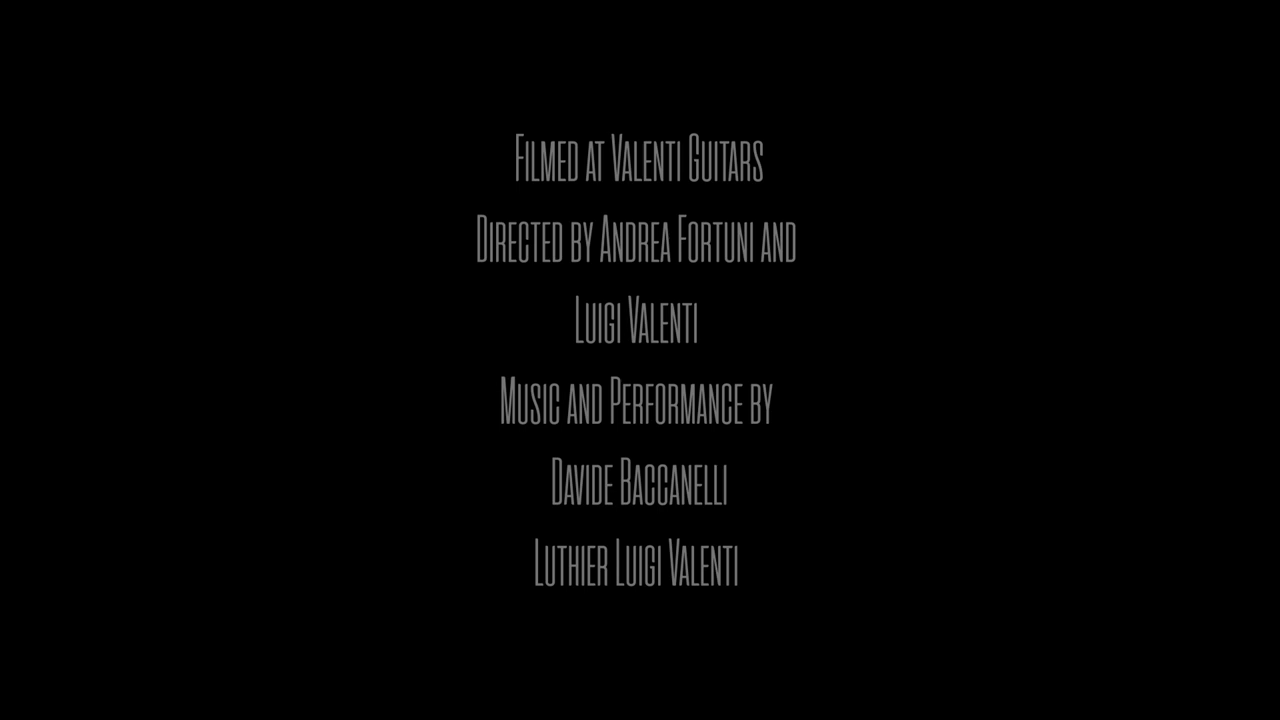 Filmed at Valenti Guitars
Directed by Andrea Fortuni and
Luigi Valenti
Music and Performance by
Davide Baccanelli
Luthier Luigi Valenti